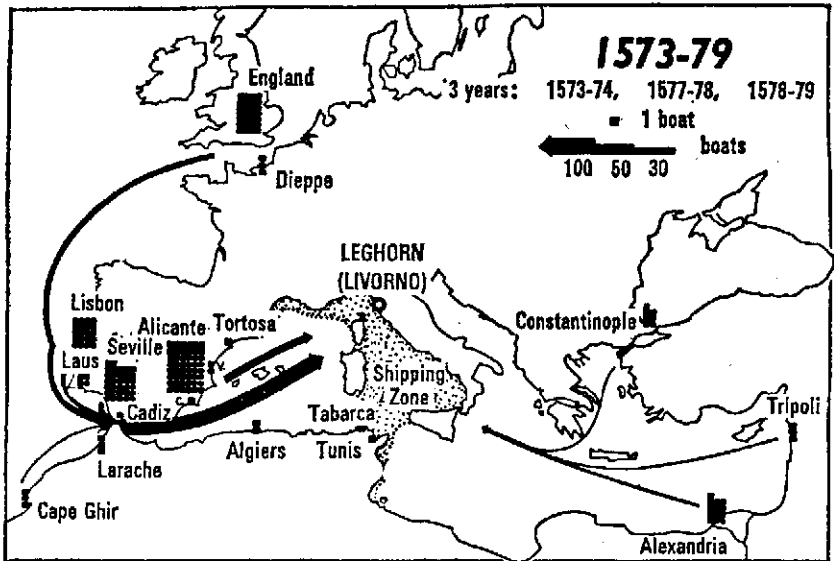 1573-79
3 years: 1573-74, 1677-78, 1578-79
1 boat
boats
100 50 30
England
Dieppe
LEGHORN
(LIVORNO)
Lisbon
Alicante
Tortosa
Constantinople
Laus
Seville
Shipping
Zone
Cadiz
Tabarca
Tripoli
Larache
Algiers
Tunis
Cape Ghir
Alexandria